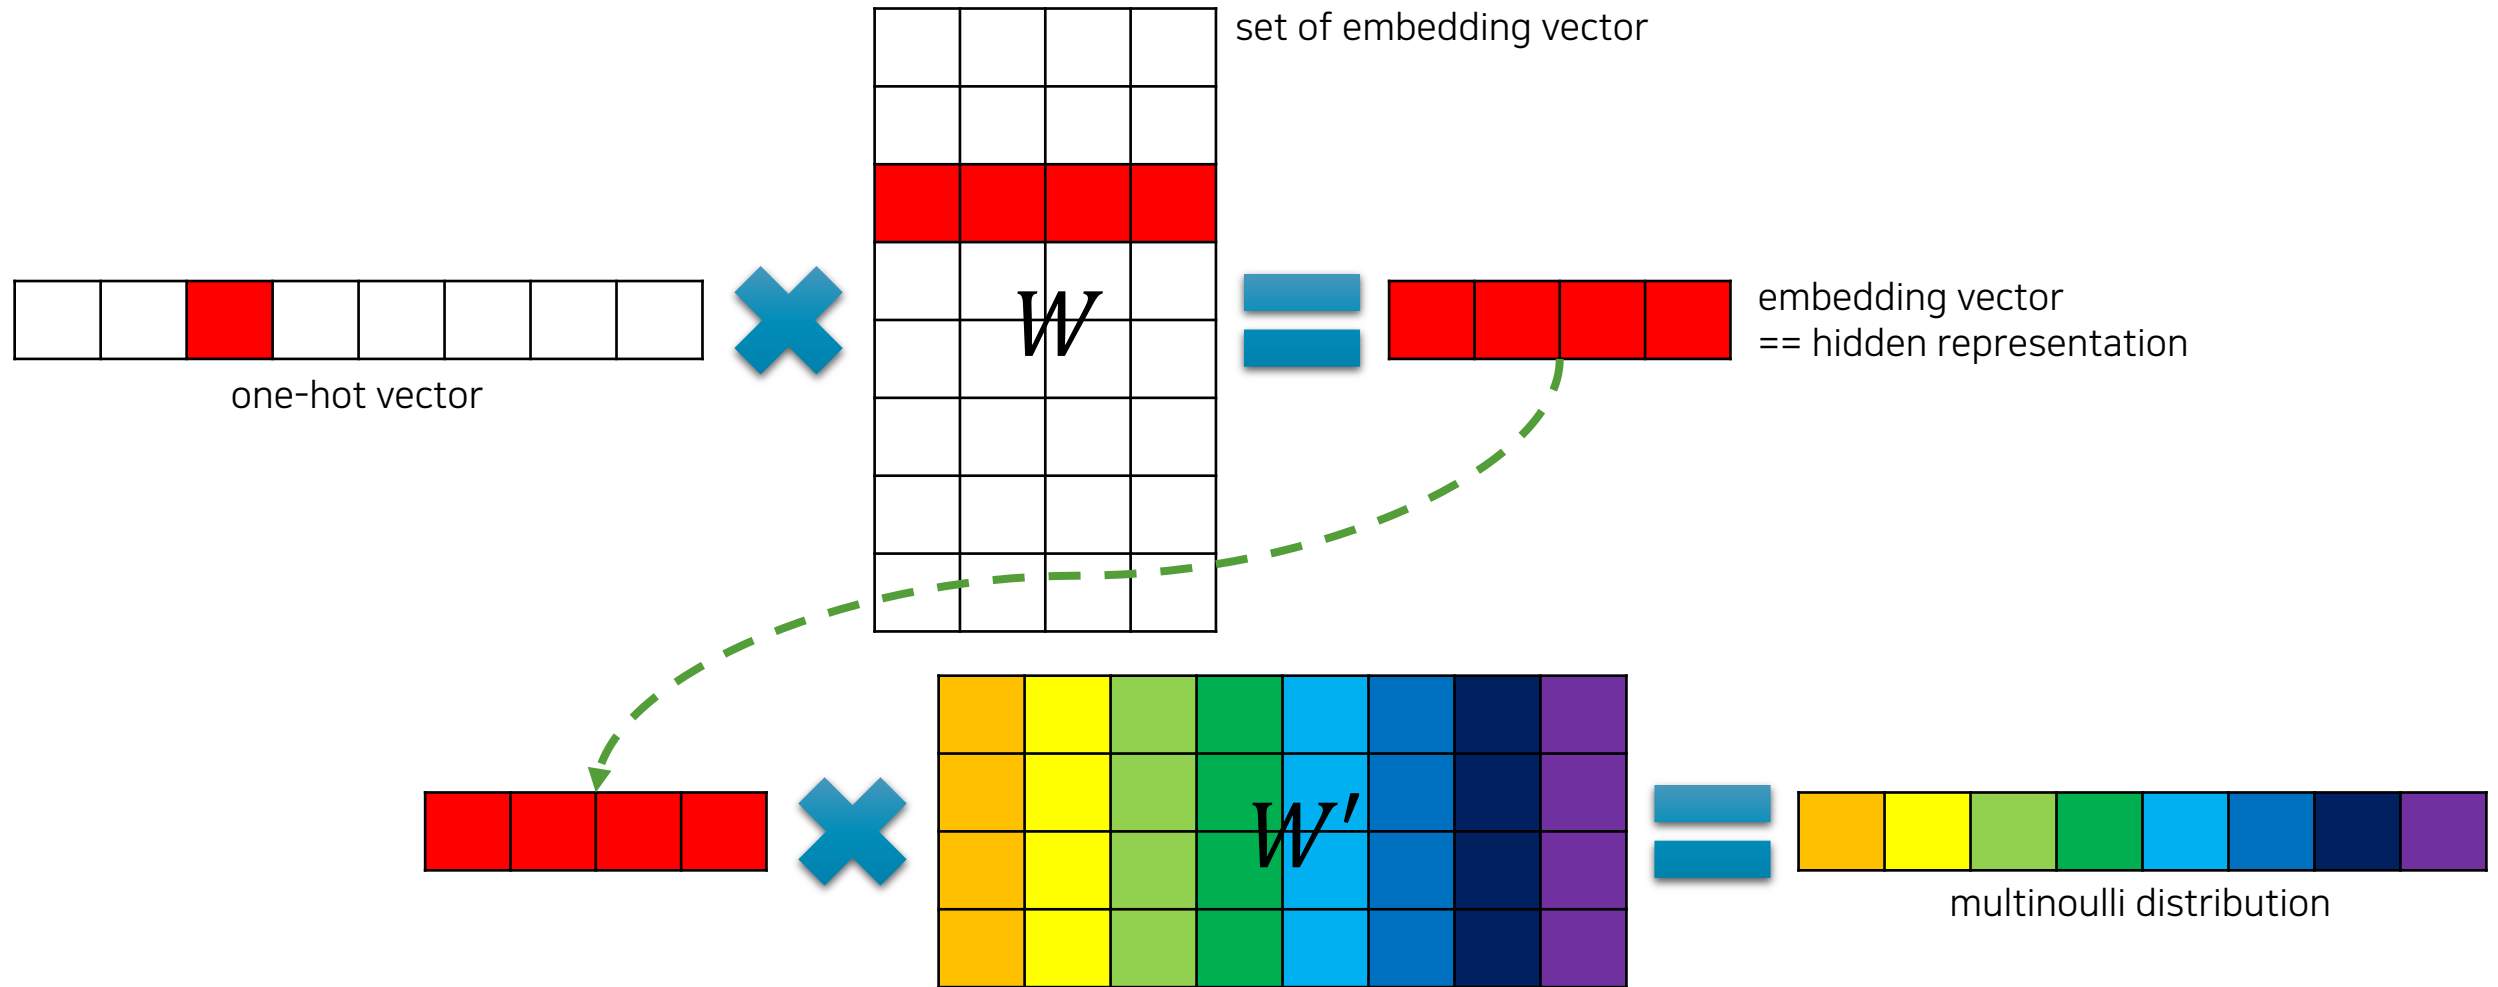 set of embedding vector
W
embedding vector
== hidden representation
one-hot vector
W′
multinoulli distribution